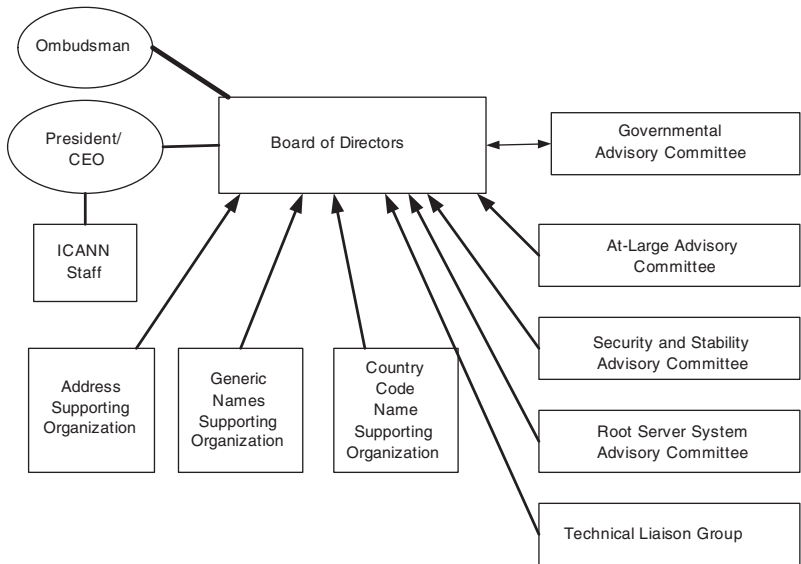 Ombudsman
President/
CEO
Board of Directors
Governmental
Advisory Committee
ICANN
Staff
At-Large Advisory
Committee
Security and Stability
Advisory Committee
Address
Supporting
Organization
Generic
Names
Supporting
Organization
Country
Code
Name
Supporting
Organization
Root Server System
Advisory Committee
Technical Liaison Group